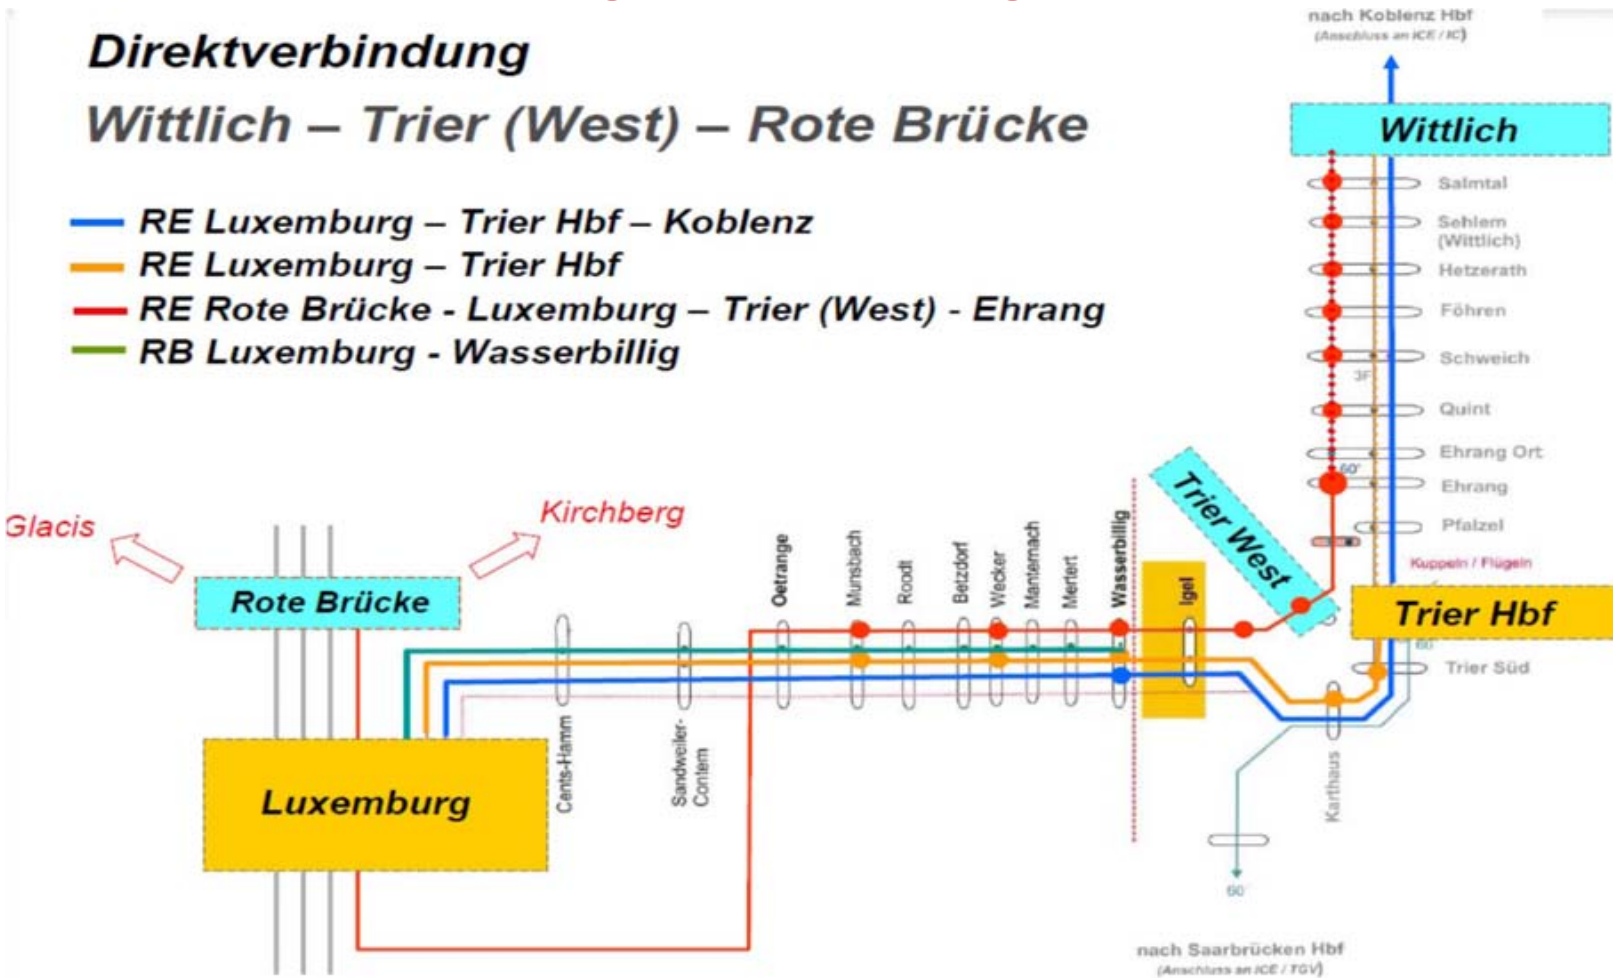 nach Koblenz Hbf
(Anschluss an ICE / IC)
Direktverbindung
Wittlich – Trier (West) – Rote Brücke
RE Luxemburg – Trier Hbf – Koblenz
RE Luxemburg – Trier Hbf
RE Rote Brücke - Luxemburg – Trier (West) - Ehrang
RB Luxemburg - Wasserbillig
Wittlich
Salmtal
Sehlem
(Wittlich)
Hetzerath
Föhren
Schweich
3F
Quint
Ehrang Ort
60'
Ehrang
Pfalzel
Kuppeln / Flügeln
Trier West
Trier Hbf
60
Trier Süd
Glacis
Kirchberg
Rote Brücke
Oetrange
Munsbach
Roodt
Betzdorf
Wecker
Manternach
Mertert
Wasserbillig
Igel
Luxemburg
Cents-Hamm
Sandweiler-
Contern
Karthaus
60'
nach Saarbrücken Hbf
(Anschluss an ICE / TGV)